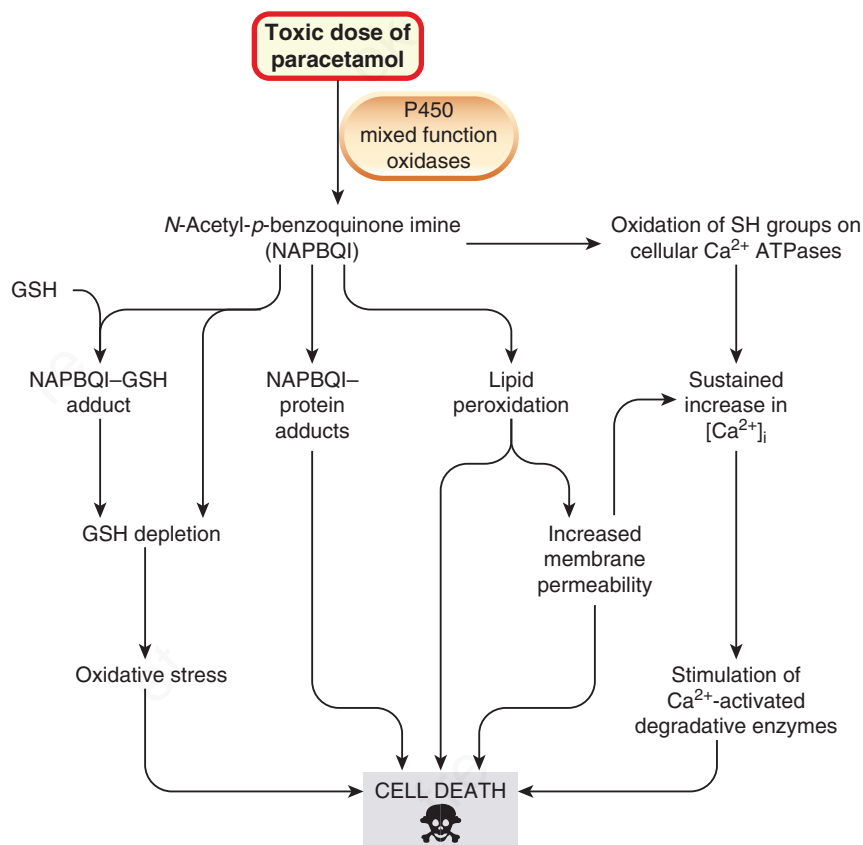 Toxic dose of
paracetamol
P450
mixed function
oxidases
N-Acetyl-p-benzoquinone imine
(NAPBQI)
Oxidation of SH groups on
cellular Ca²⁺ ATPases
GSH
NAPBQI–GSH
adduct
NAPBQI–
protein
adducts
Lipid
peroxidation
Sustained
increase in
[Ca²⁺]ᵢ
GSH depletion
Increased
membrane
permeability
Oxidative stress
Stimulation of
Ca²⁺-activated
degradative enzymes
CELL DEATH